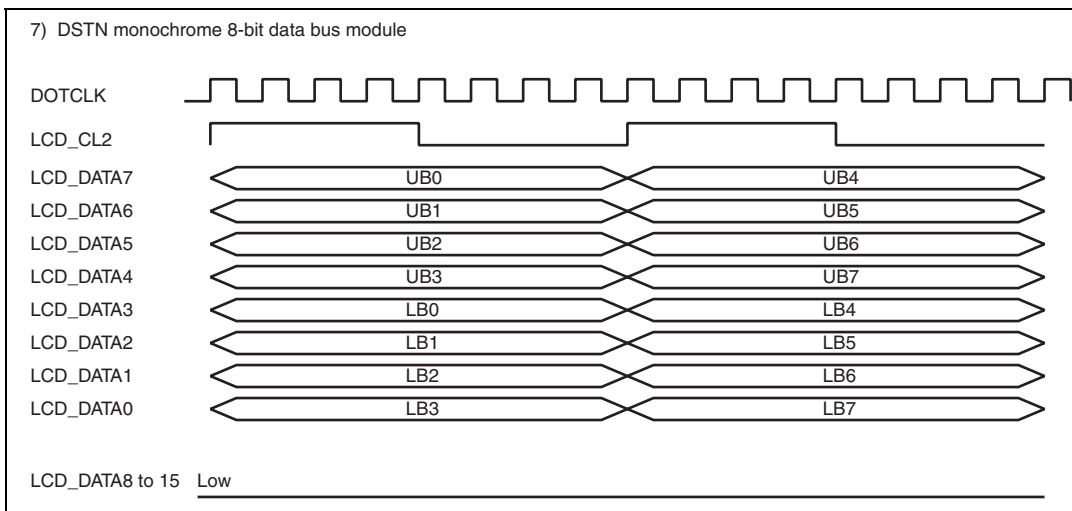 7) DSTN monochrome 8-bit data bus module
DOTCLK
LCD_CL2
LCD_DATA7 UB0 UB4
LCD_DATA6 UB1 UB5
LCD_DATA5 UB2 UB6
LCD_DATA4 UB3 UB7
LCD_DATA3 LB0 LB4
LCD_DATA2 LB1 LB5
LCD_DATA1 LB2 LB6
LCD_DATA0 LB3 LB7
LCD_DATA8 to 15 Low